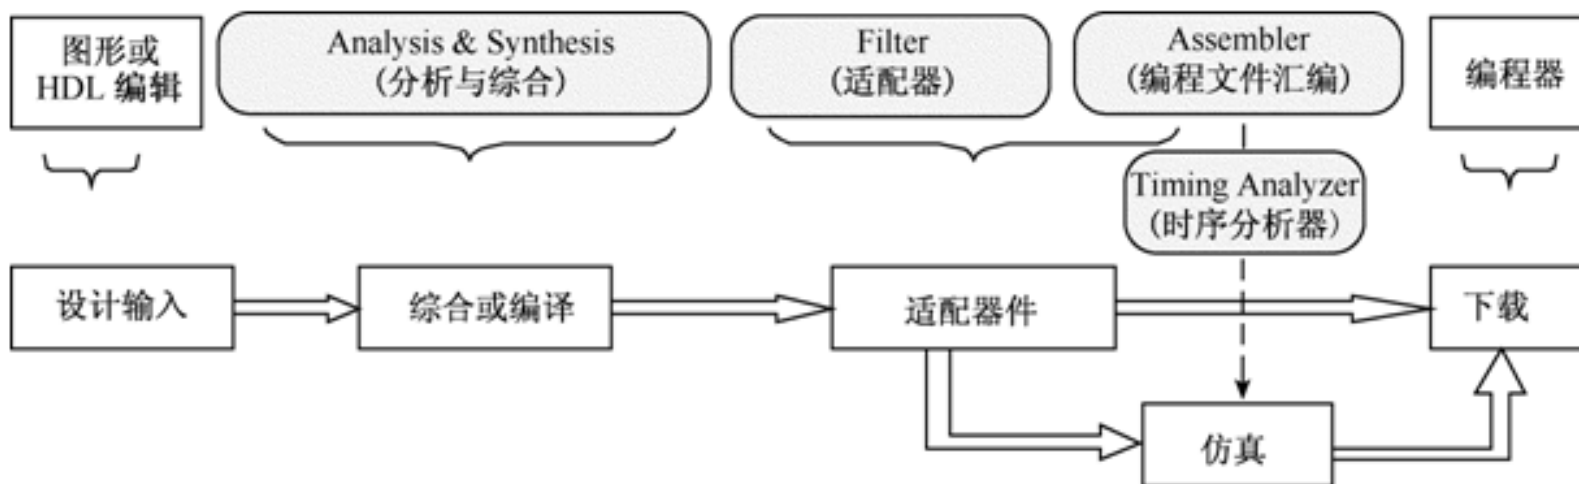 图形或
HDL 编辑
Analysis & Synthesis
(分析与综合)
Filter
(适配器)
Assembler
(编程文件汇编)
编程器
Timing Analyzer
(时序分析器)
设计输入
综合或编译
适配器件
下载
仿真